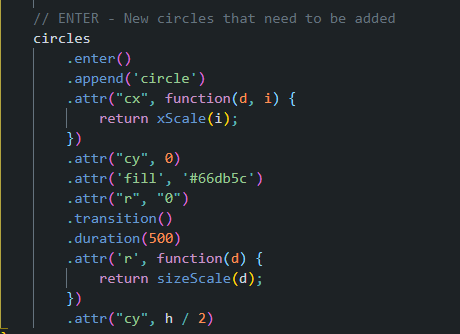 // ENTER - New circles that need to be added
circles
.enter()
.append('circle')
.attr("cx", function(d, i) {
return xScale(i);
})
.attr("cy", 0)
.attr('fill', '#66db5c')
.attr("r", "0")
.transition()
.duration(500)
.attr('r', function(d) {
return sizeScale(d);
})
.attr("cy", h / 2)